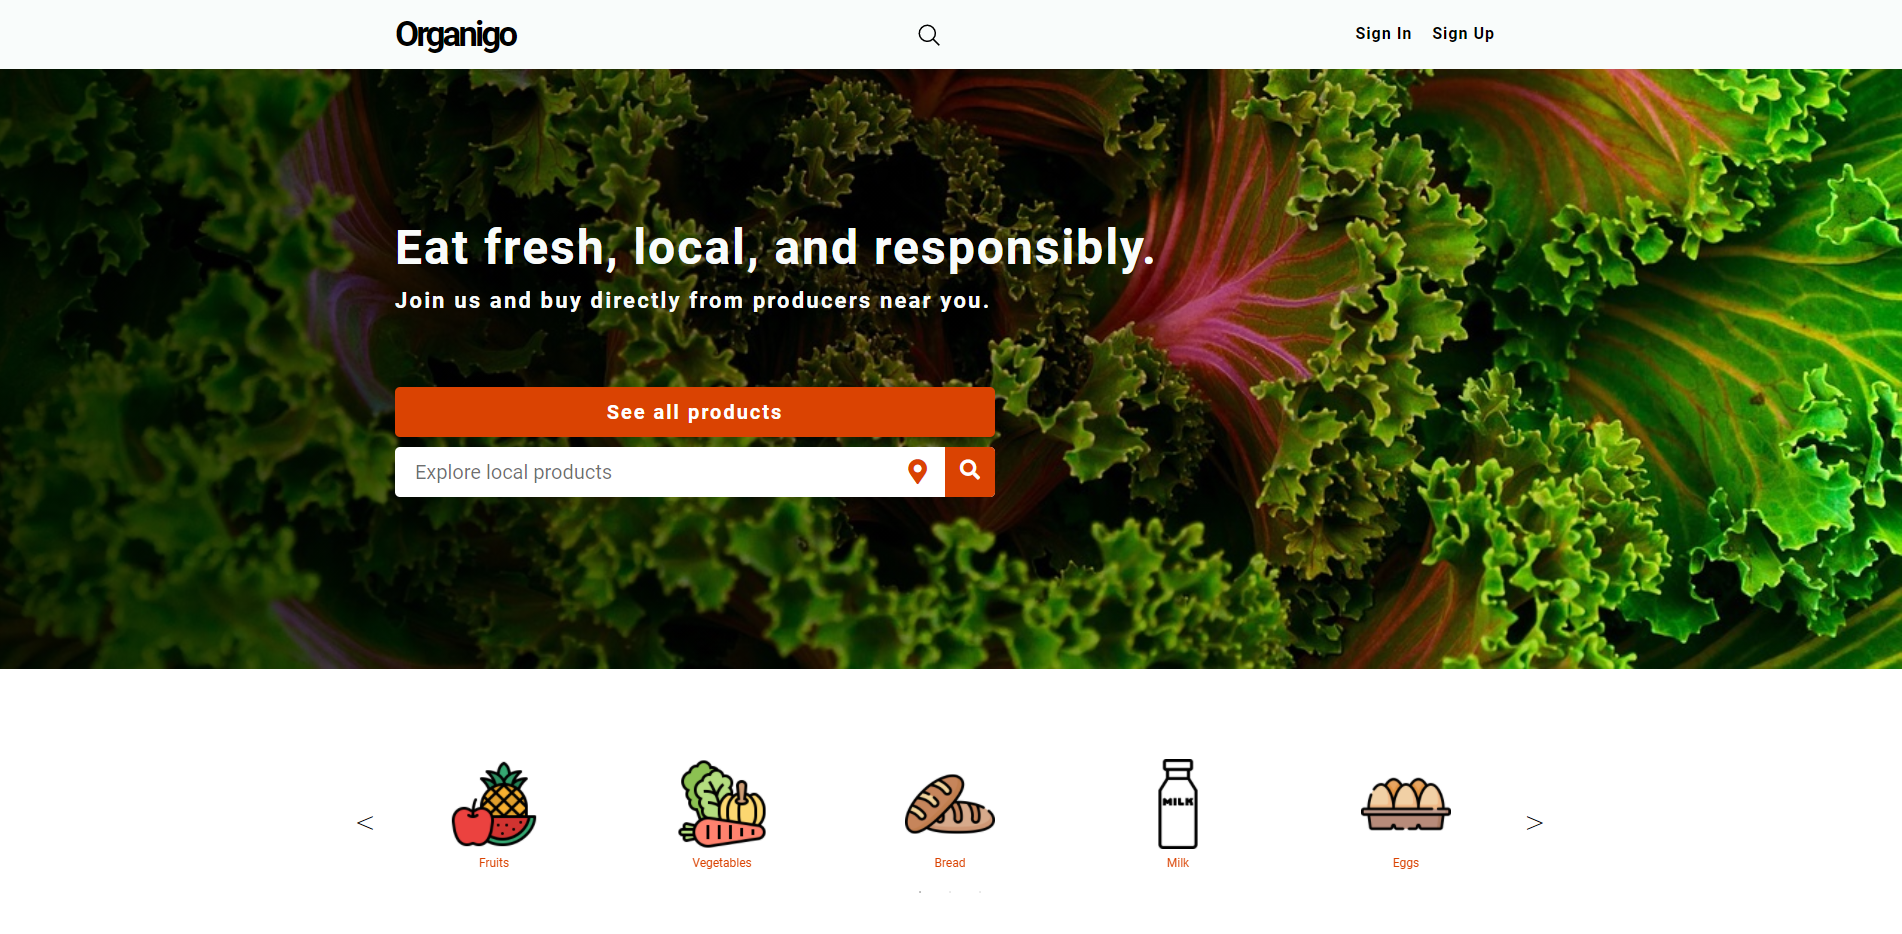 Organigo
Sign In
Sign Up
Eat fresh, local, and responsibly.
Join us and buy directly from producers near you.
See all products
Explore local products
<
MILK
>
Fruits
Vegetables
Bread
Milk
Eggs